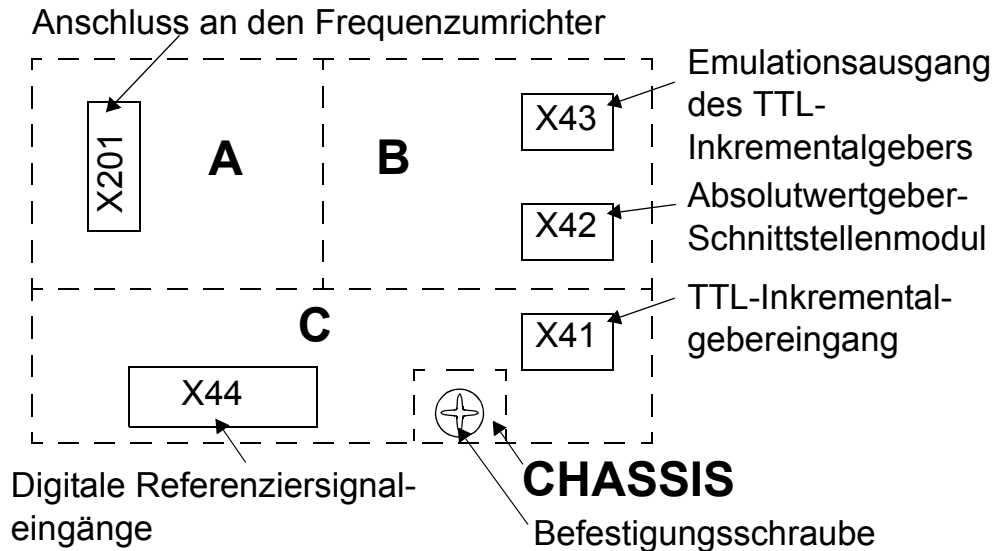 Anschluss an den Frequenzumrichter
X201
A
B
X43
Emulationsausgang
des TTL-
Inkrementalgebers
X42
Absolutwertgeber-
Schnittstellenmodul
C
X41
TTL-Inkremental-
gebereingang
X44
Digitale Referenziersignal-
eingänge
CHASSIS
Befestigungsschraube